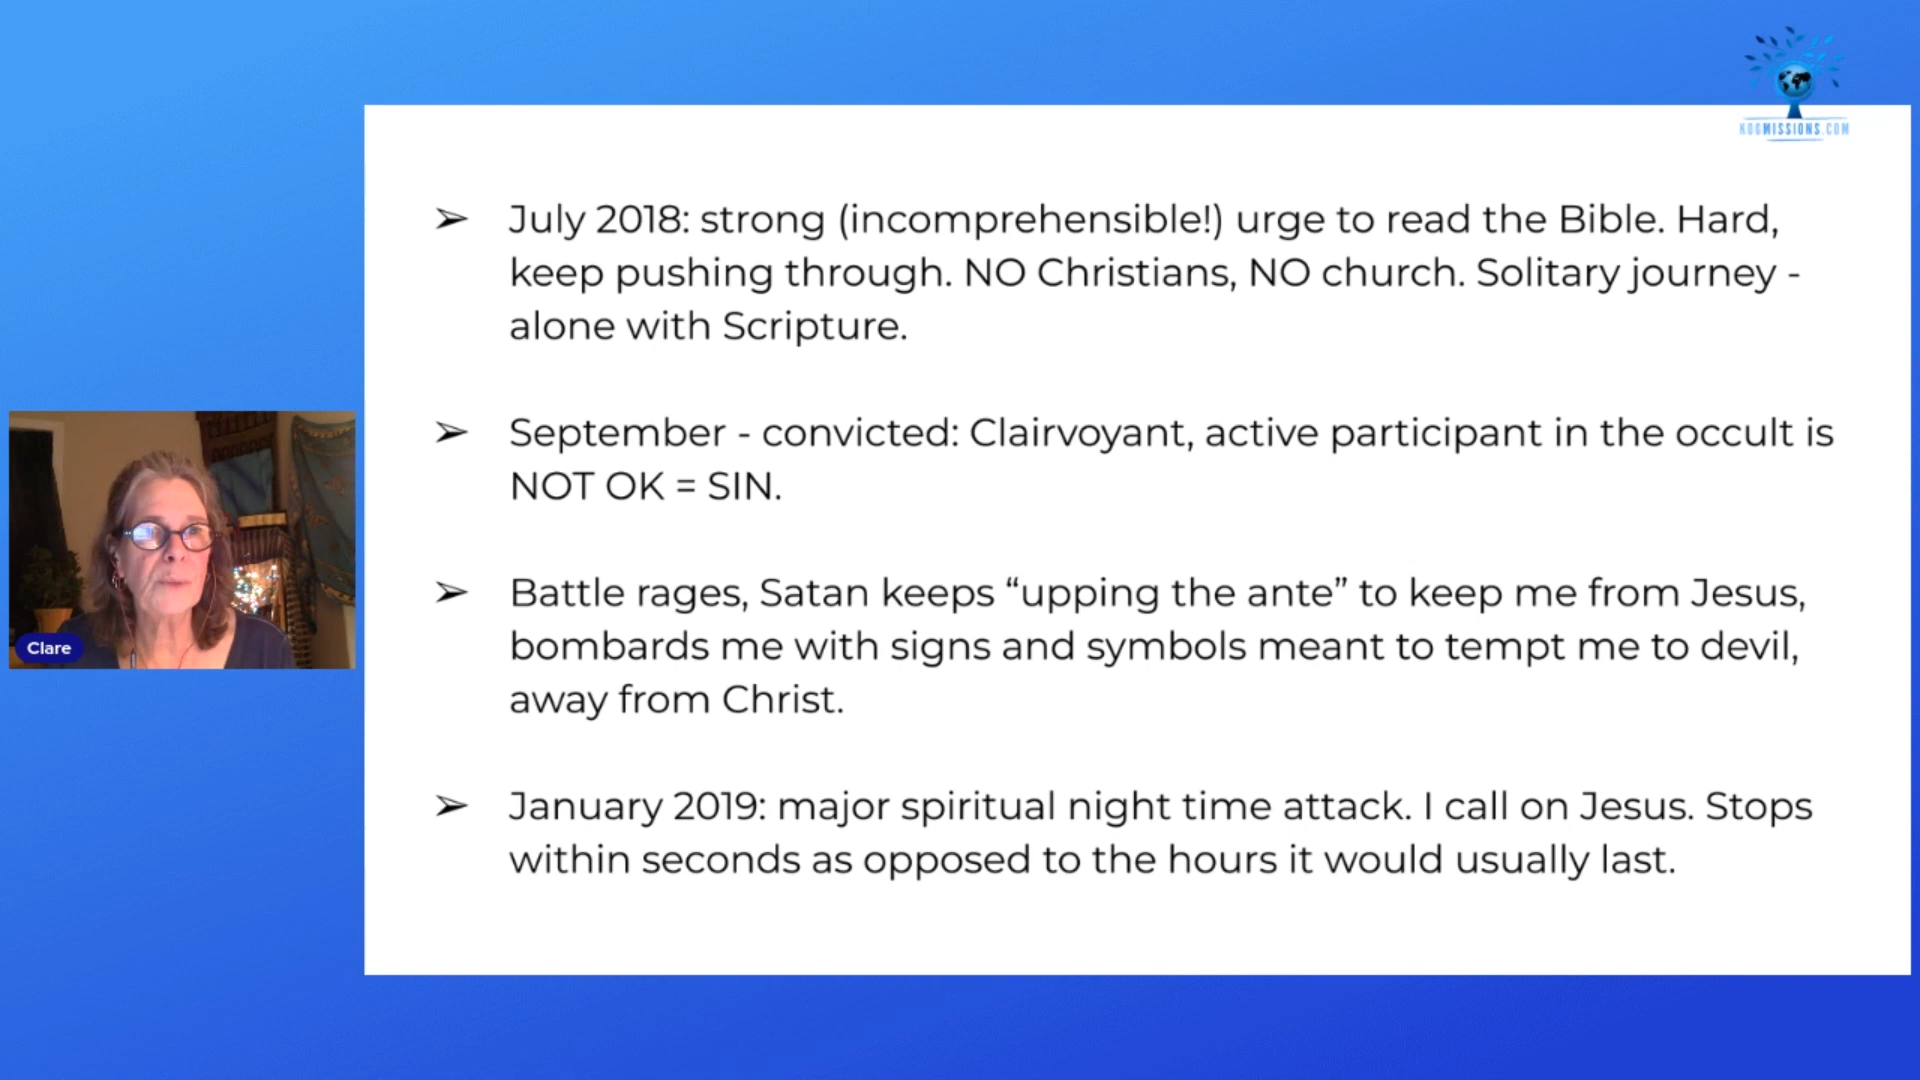 KOGMISSIONS.COM
➢ July 2018: strong (incomprehensible!) urge to read the Bible. Hard,
keep pushing through. NO Christians, NO church. Solitary journey -
alone with Scripture.
➢ September - convicted: Clairvoyant, active participant in the occult is
NOT OK = SIN.
➢ Battle rages, Satan keeps “upping the ante” to keep me from Jesus,
bombards me with signs and symbols meant to tempt me to devil,
away from Christ.
➢ January 2019: major spiritual night time attack. I call on Jesus. Stops
within seconds as opposed to the hours it would usually last.
Clare